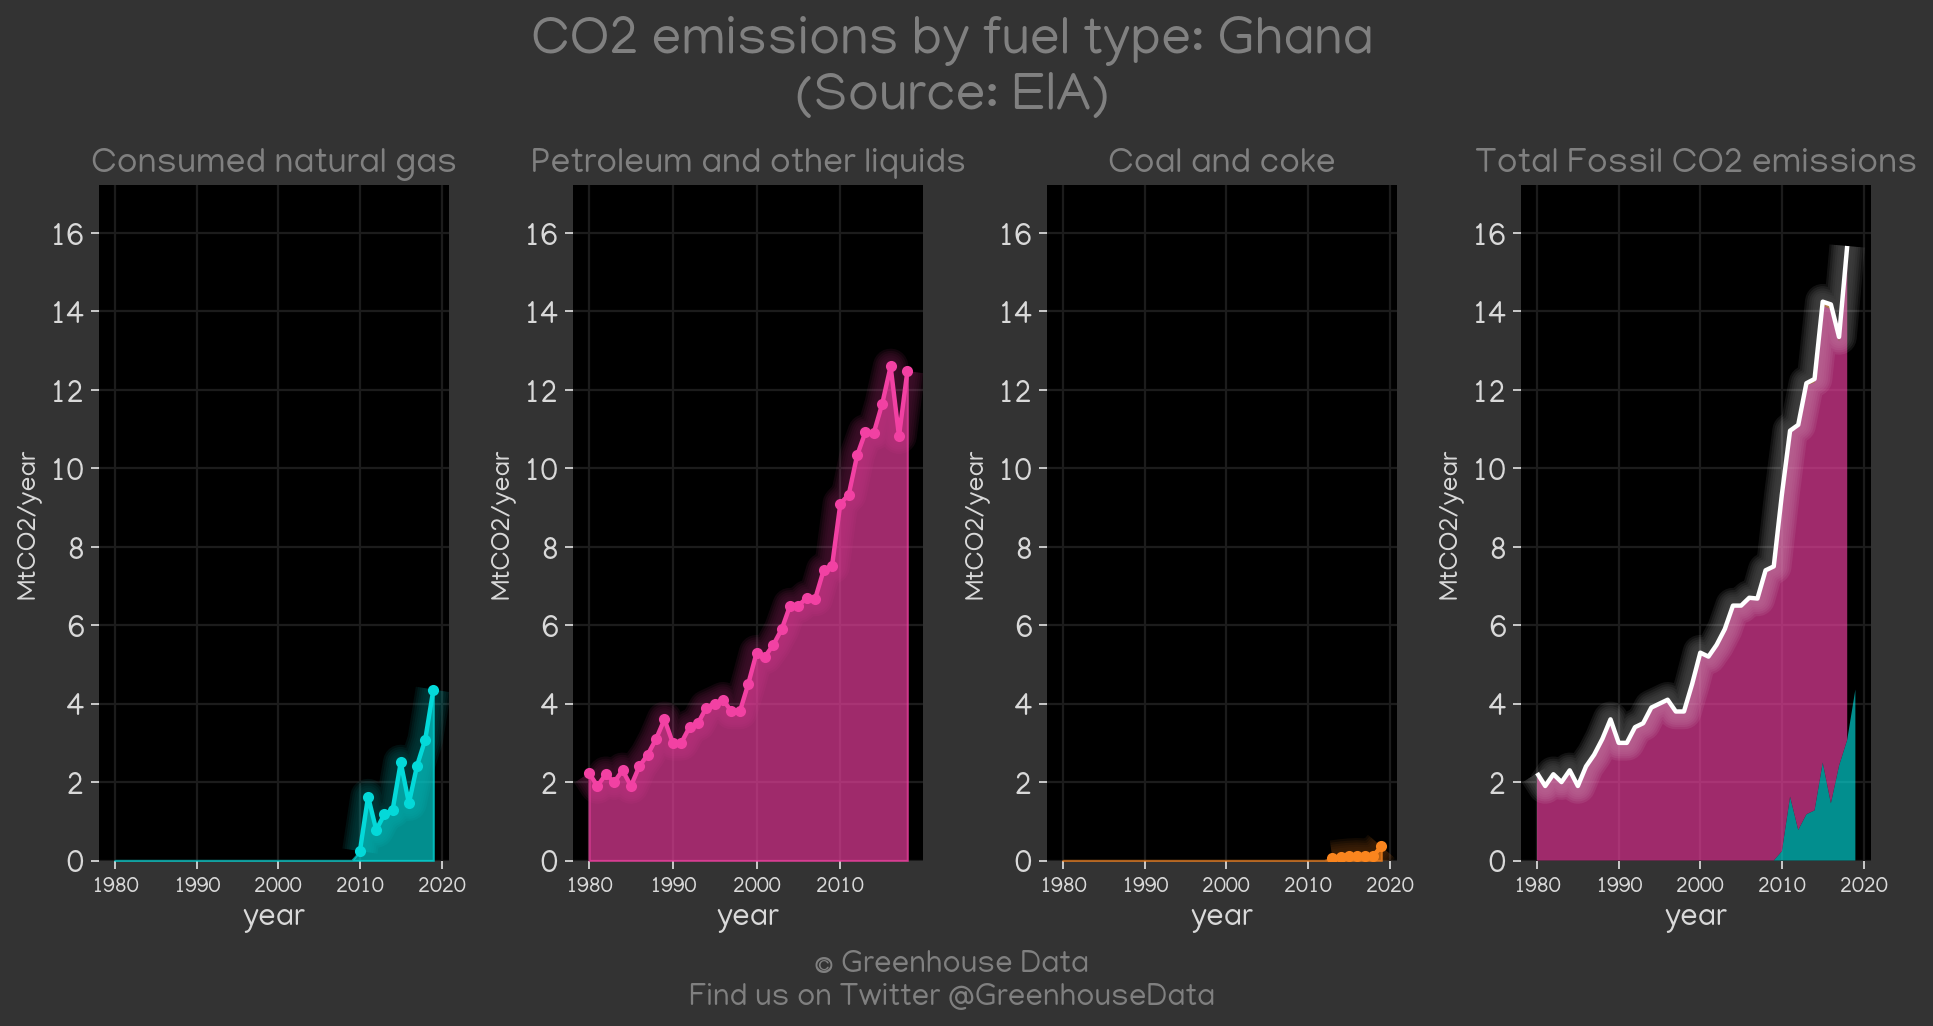 CO2 emissions by fuel type: Ghana
(Source: EIA)
Consumed natural gas
Petroleum and other liquids
Coal and coke
Total Fossil CO2 emissions
16
14
12
10
8
6
4
2
0
MtCO2/year
1980 1990 2000 2010 2020
year
16
14
12
10
8
6
4
2
0
MtCO2/year
1980 1990 2000 2010
year
16
14
12
10
8
6
4
2
0
MtCO2/year
1980 1990 2000 2010 2020
year
16
14
12
10
8
6
4
2
0
MtCO2/year
1980 1990 2000 2010 2020
year
© Greenhouse Data
Find us on Twitter @GreenhouseData